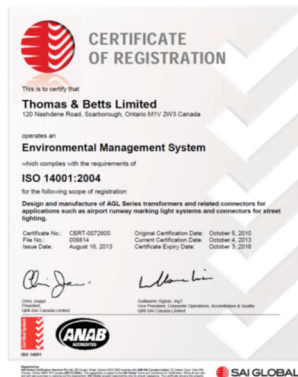 CERTIFICATE
OF REGISTRATION
This is to certify that
Thomas & Betts Limited
120 Nashdene Road, Scarborough, Ontario M1V 2W3 Canada
operates an
Environmental Management System
which complies with the requirements of
ISO 14001:2004
for the following scope of registration
Design and manufacture of AGL Series transformers and related connectors for
applications such as airport runway marking light systems and connectors for street
lighting.
Certificate No.: CERT-0072600 Original Certification Date: October 5, 2010
File No.: 006814 Current Certification Date: October 4, 2013
Issue Date: August 16, 2013 Certificate Expiry Date: October 3, 2016
Chris Jouppi
President,
QMI-SAI Canada Limited
Guillaume Gignac, ing.f
Vice President, Corporate Operations, Accreditation & Quality
QMI-SAI Canada Limited
Certified System
ANAB
ACCREDITED
ISO 14001
SAI GLOBAL